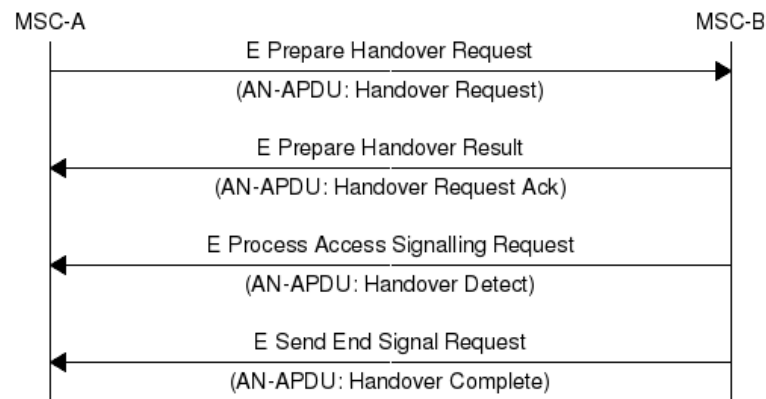 MSC-A
MSC-B
E Prepare Handover Request
(AN-APDU: Handover Request)
E Prepare Handover Result
(AN-APDU: Handover Request Ack)
E Process Access Signalling Request
(AN-APDU: Handover Detect)
E Send End Signal Request
(AN-APDU: Handover Complete)